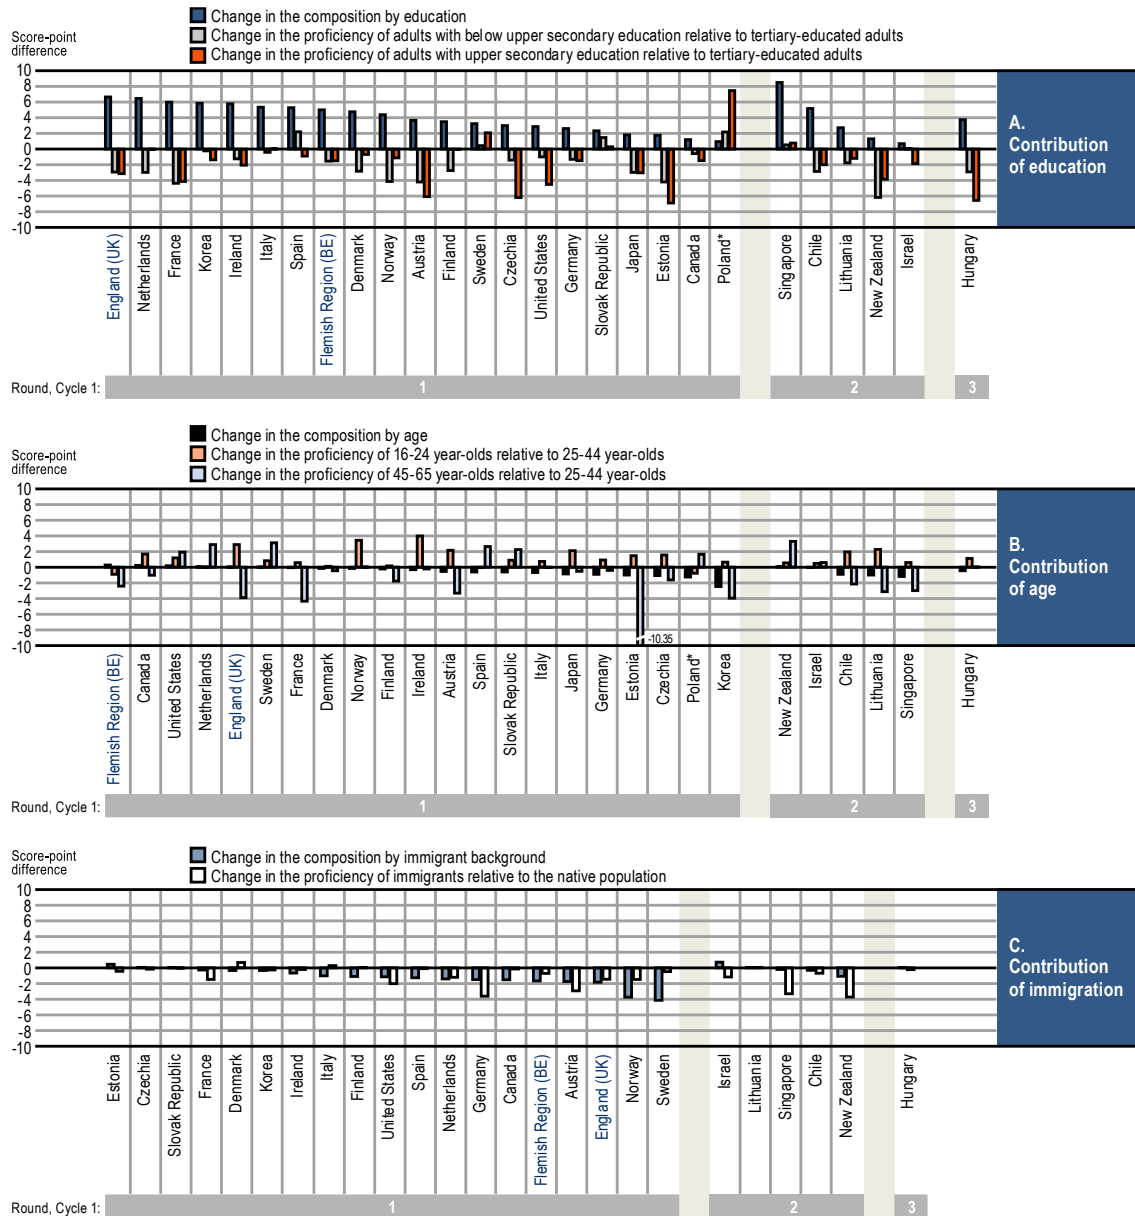 Change in the composition by education
Change in the proficiency of adults with below upper secondary education relative to tertiary-educated adults
Change in the proficiency of adults with upper secondary education relative to tertiary-educated adults
Score-point
difference
10
8
6
4
2
0
-2
-4
-6
-8
-10
A.
Contribution
of education
England (UK)
Netherlands
France
Korea
Ireland
Italy
Spain
Flemish Region (BE)
Denmark
Norway
Austria
Finland
Sweden
Czechia
United States
Germany
Slovak Republic
Japan
Estonia
Canada
Poland*
Singapore
Chile
Lithuania
New Zealand
Israel
Hungary
Round, Cycle 1: 1 2 3
Change in the composition by age
Change in the proficiency of 16-24 year-olds relative to 25-44 year-olds
Change in the proficiency of 45-65 year-olds relative to 25-44 year-olds
Score-point
difference
10
8
6
4
2
0
-2
-4
-6
-8
-10
-10.35
B.
Contribution
of age
Flemish Region (BE)
Canada
United States
Netherlands
England (UK)
Sweden
France
Denmark
Norway
Finland
Ireland
Austria
Spain
Slovak Republic
Italy
Japan
Germany
Estonia
Czechia
Poland*
Korea
New Zealand
Israel
Chile
Lithuania
Singapore
Hungary
Round, Cycle 1: 1 2 3
Change in the composition by immigrant background
Change in the proficiency of immigrants relative to the native population
Score-point
difference
10
8
6
4
2
0
-2
-4
-6
-8
-10
C.
Contribution
of immigration
Estonia
Czechia
Slovak Republic
France
Denmark
Korea
Ireland
Italy
Finland
United States
Spain
Netherlands
Germany
Canada
Flemish Region (BE)
Austria
England (UK)
Norway
Sweden
Israel
Lithuania
Singapore
Chile
New Zealand
Hungary
Round, Cycle 1: 1 2 3